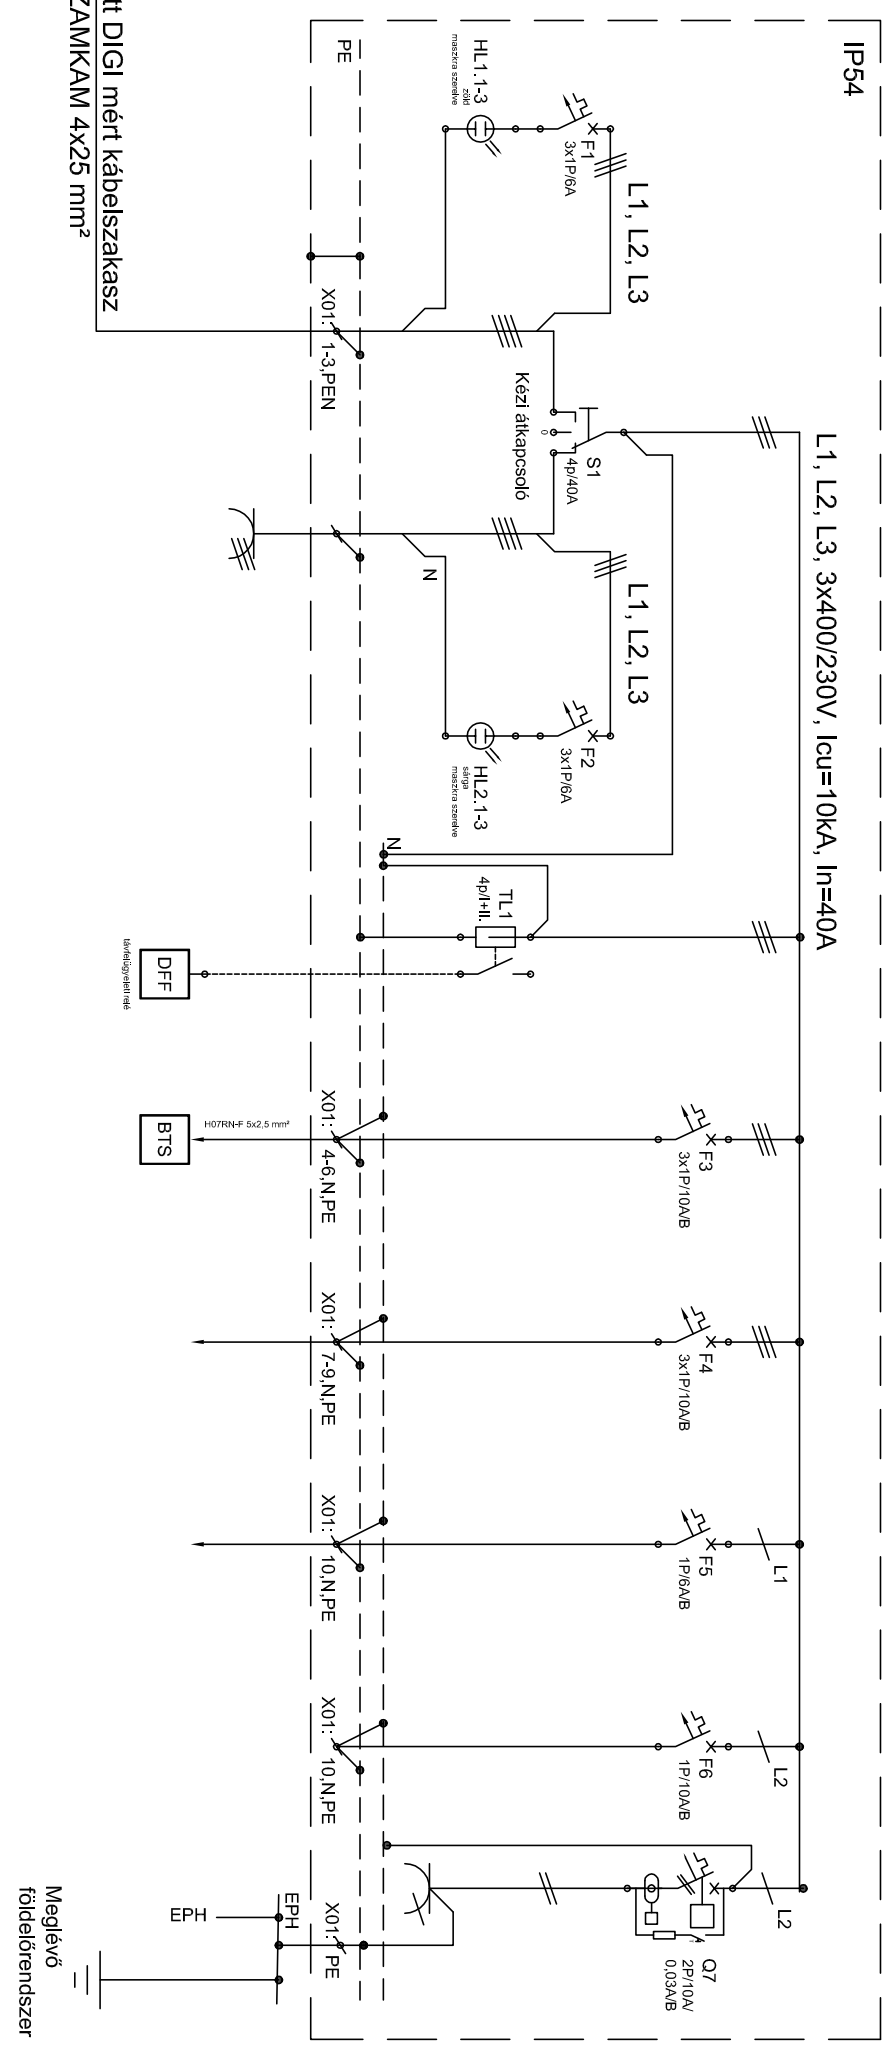 IP54
L1, L2, L3, 3x400/230V, Icu=10kA, In=40A
L1, L2, L3
F1
3x1P/6A
HL1.1-3
zöld
maszkra szerelve
PE
tt DIGI mért kábelszakasz
ZAMKAM 4x25 mm²
X01:
1-3,PEN
Kézi átkapcsoló
0
S1
4p/40A
L1, L2, L3
N
F2
3x1P/6A
HL2.1-3
sárga
maszkra szerelve
N
TL1
4p/I+II.
DFF
távfelügyeleti relé
F3
3x1P/10A/B
X01:
4-6,N,PE
H07RN-F 5x2,5 mm²
BTS
F4
3x1P/10A/B
X01:
7-9,N,PE
L1
F5
1P/6A/B
X01:
10,N,PE
L2
F6
1P/10A/B
X01:
10,N,PE
L2
Q7
2P/10A/
0,03A/B
X01:
PE
EPH
EPH
Meglévő
földelőrendszer